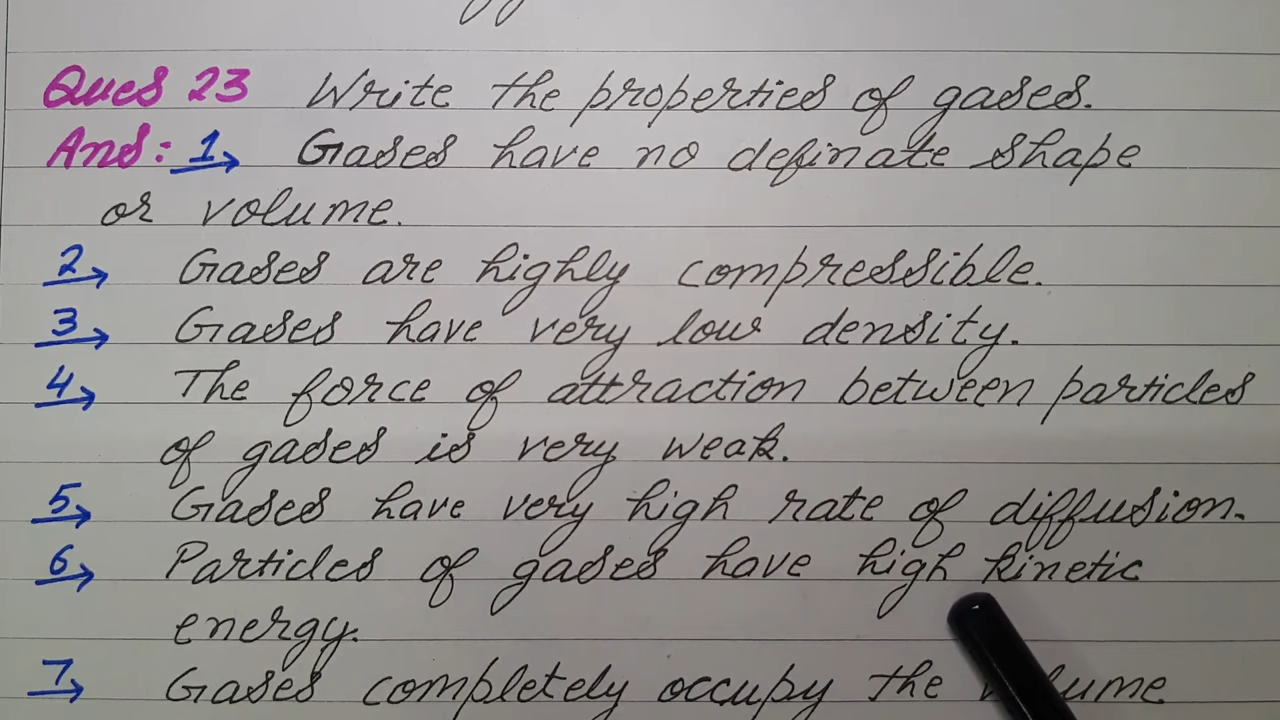 Ques 23 Write the properties of gases.
Ans: 1→ Gases have no definate shape
or volume.
2→ Gases are highly compressible.
3→ Gases have very low density.
4→ The force of attraction between particles
of gases is very weak.
5→ Gases have very high rate of diffusion.
6→ Particles of gases have high kinetic
energy.
7→ Gases completely occupy the volume